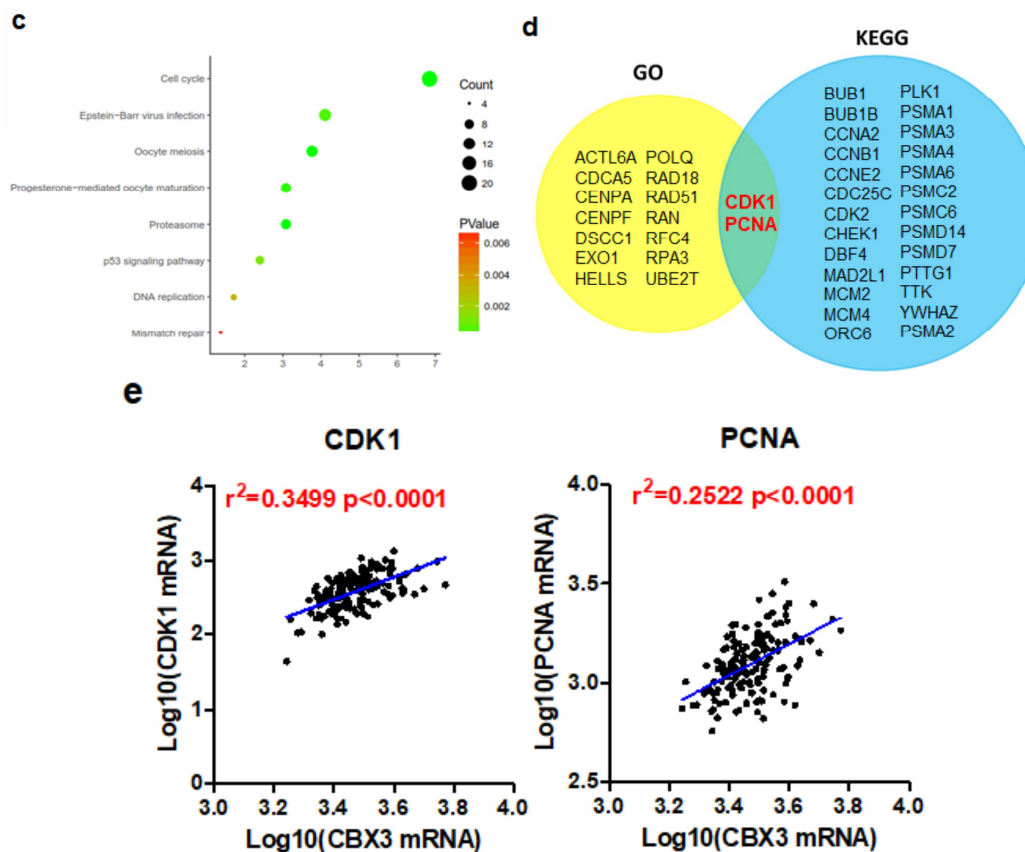 c
Cell cycle
Epstein-Barr virus infection
Oocyte meiosis
Progesterone-mediated oocyte maturation
Proteasome
p53 signaling pathway
DNA replication
Mismatch repair
2 3 4 5 6 7
Count
4
8
12
16
20
PValue
0.006
0.004
0.002
d
GO
KEGG
ACTL6A POLQ
CDCA5 RAD18
CENPA RAD51
CENPF RAN
DSCC1 RFC4
EXO1 RPA3
HELLS UBE2T
CDK1
PCNA
BUB1 PLK1
BUB1B PSMA1
CCNA2 PSMA3
CCNB1 PSMA4
CCNE2 PSMA6
CDC25C PSMC2
CDK2 PSMC6
CHEK1 PSMD14
DBF4 PSMD7
MAD2L1 PTTG1
MCM2 TTK
MCM4 YWHAZ
ORC6 PSMA2
e
CDK1
r²=0.3499 p<0.0001
Log10(CDK1 mRNA)
4
3
2
1
0
3.0 3.2 3.4 3.6 3.8 4.0
Log10(CBX3 mRNA)
PCNA
r²=0.2522 p<0.0001
Log10(PCNA mRNA)
4.0
3.5
3.0
2.5
3.0 3.2 3.4 3.6 3.8 4.0
Log10(CBX3 mRNA)